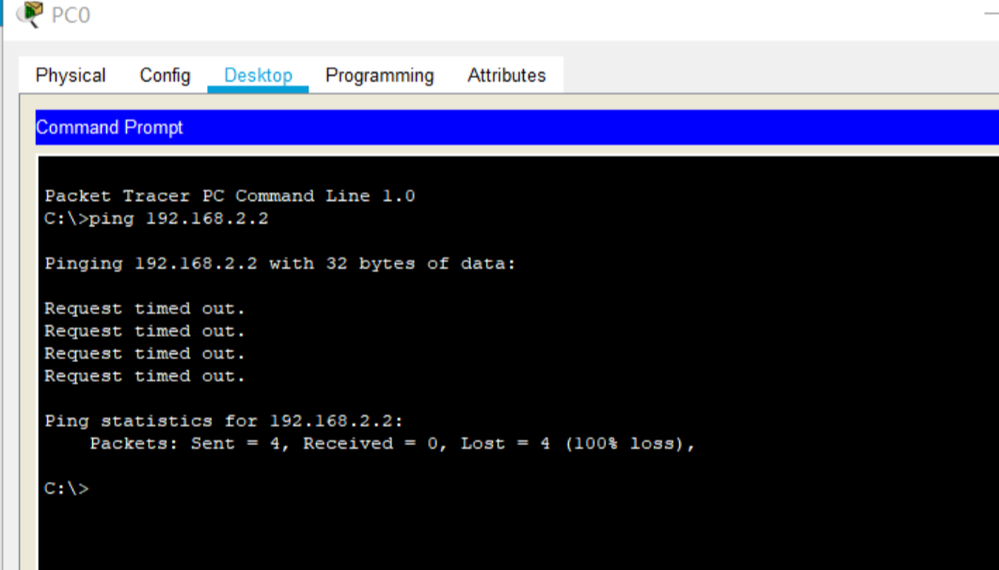 PC0
Physical Config Desktop Programming Attributes
Command Prompt
Packet Tracer PC Command Line 1.0
C:\>ping 192.168.2.2
Pinging 192.168.2.2 with 32 bytes of data:
Request timed out.
Request timed out.
Request timed out.
Request timed out.
Ping statistics for 192.168.2.2:
    Packets: Sent = 4, Received = 0, Lost = 4 (100% loss),
C:\>